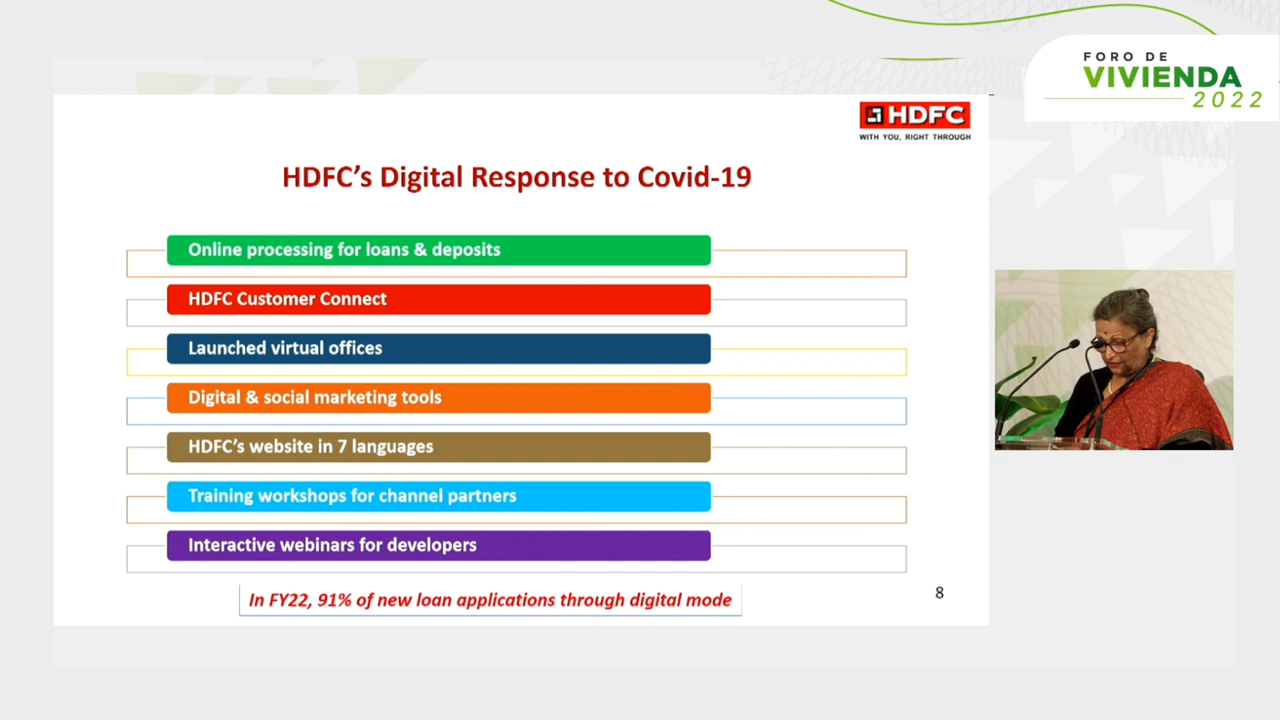 FORO DE
VIVIENDA
2022
HDFC
WITH YOU, RIGHT THROUGH
HDFC’s Digital Response to Covid-19
Online processing for loans & deposits
HDFC Customer Connect
Launched virtual offices
Digital & social marketing tools
HDFC’s website in 7 languages
Training workshops for channel partners
Interactive webinars for developers
In FY22, 91% of new loan applications through digital mode
8